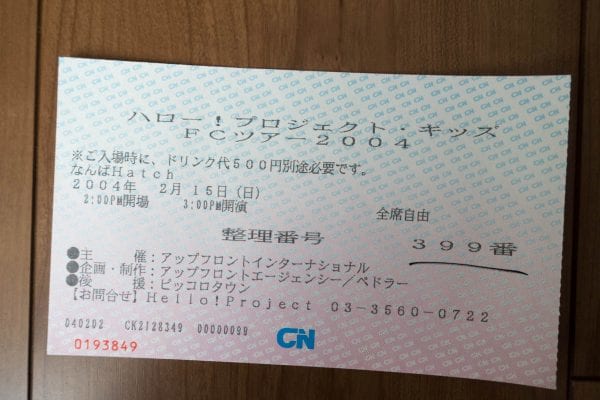 ハロー!プロジェクト・キッズ
FCツアー2004
※ご入場時に、ドリンク代500円別途必要です。
なんばHatch
2004年 2月15日(日)
2:00PM開場 3:00PM開演
全席自由
整理番号 399番
●主 催:アップフロントインターナショナル
●企画・制作:アップフロントエージェンシー/ペドラー
●後 援:ピッコロタウン
【お問合せ】Hello!Project 03-3560-0722
040202 CK2128349 00000099
CN
0193849